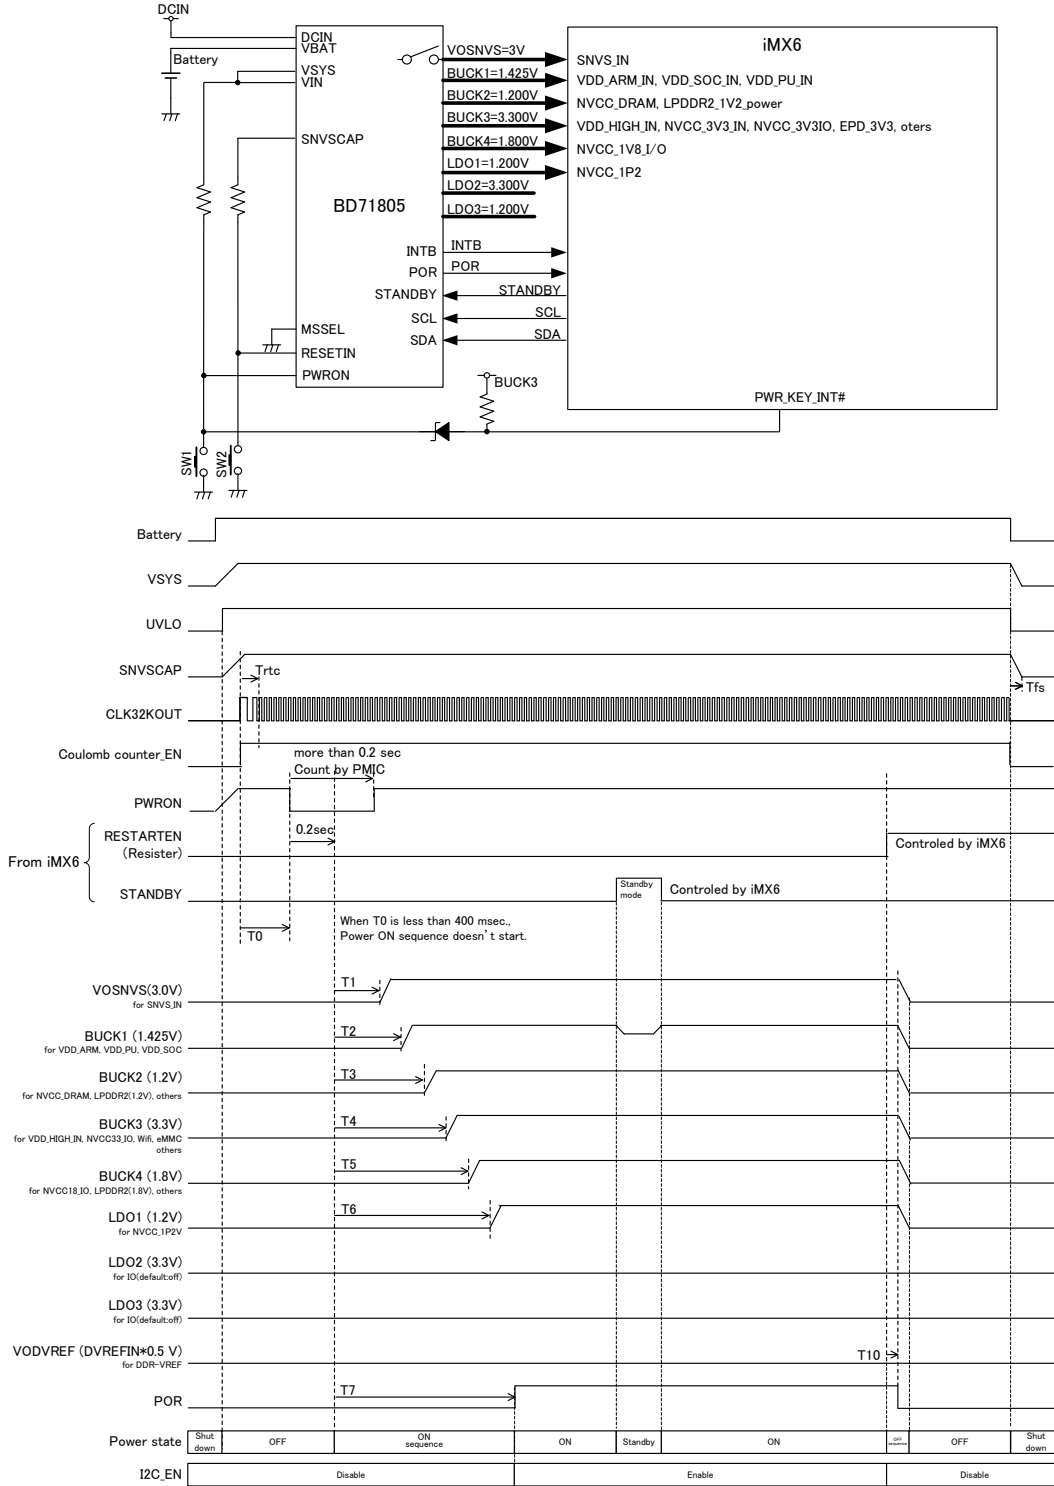 DCIN
Battery
DCIN
VBAT
VSYS
VIN
SNVSCAP
BD71805
INTB
POR
STANDBY
SCL
SDA
MSSEL
RESETIN
PWRON
VOSNVS=3V
BUCK1=1.425V
BUCK2=1.200V
BUCK3=3.300V
BUCK4=1.800V
LDO1=1.200V
LDO2=3.300V
LDO3=1.200V
INTB
POR
STANDBY
SCL
SDA
iMX6
SNVS_IN
VDD_ARM_IN, VDD_SOC_IN, VDD_PU_IN
NVCC_DRAM, LPDDR2_1V2_power
VDD_HIGH_IN, NVCC_3V3_IN, NVCC_3V3IO, EPD_3V3, oters
NVCC_1V8_I/O
NVCC_1P2
PWR_KEY_INT#
BUCK3
SW1
SW2
Battery
VSYS
UVLO
SNVSCAP
Trtc
Tfs
CLK32KOUT
Coulomb counter_EN
more than 0.2 sec
Count by PMIC
PWRON
0.2sec
From iMX6
RESTARTEN
(Resister)
Controled by iMX6
STANDBY
Standby
mode
Controled by iMX6
T0
When T0 is less than 400 msec.,
Power ON sequence doesn't start.
VOSNVS(3.0V)
for SNVS_IN
T1
BUCK1 (1.425V)
for VDD_ARM, VDD_PU, VDD_SOC
T2
BUCK2 (1.2V)
for NVCC_DRAM, LPDDR2(1.2V), others
T3
BUCK3 (3.3V)
for VDD_HIGH_IN, NVCC33_IO, Wifi, eMMC
others
T4
BUCK4 (1.8V)
for NVCC18_IO, LPDDR2(1.8V), others
T5
LDO1 (1.2V)
for NVCC_1P2V
T6
LDO2 (3.3V)
for IO(default:off)
LDO3 (3.3V)
for IO(default:off)
VODVREF (DVREFIN*0.5 V)
for DDR-VREF
T10
POR
T7
Power state
Shut
down
OFF
ON
sequence
ON
Standby
ON
OFF
sequence
OFF
Shut
down
I2C_EN
Disable
Enable
Disable